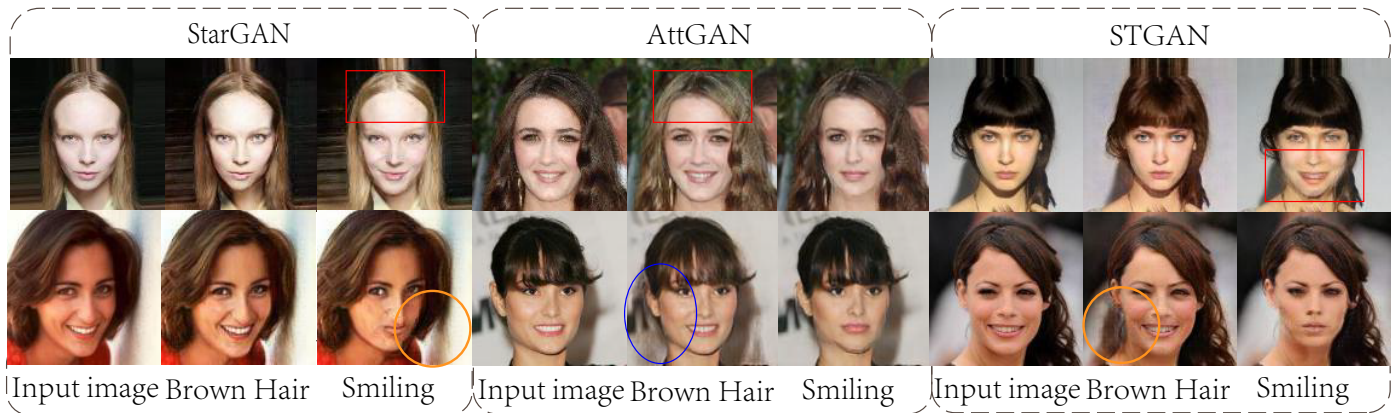 StarGAN
AttGAN
STGAN
Input image Brown Hair Smiling
Input image Brown Hair Smiling
Input image Brown Hair Smiling